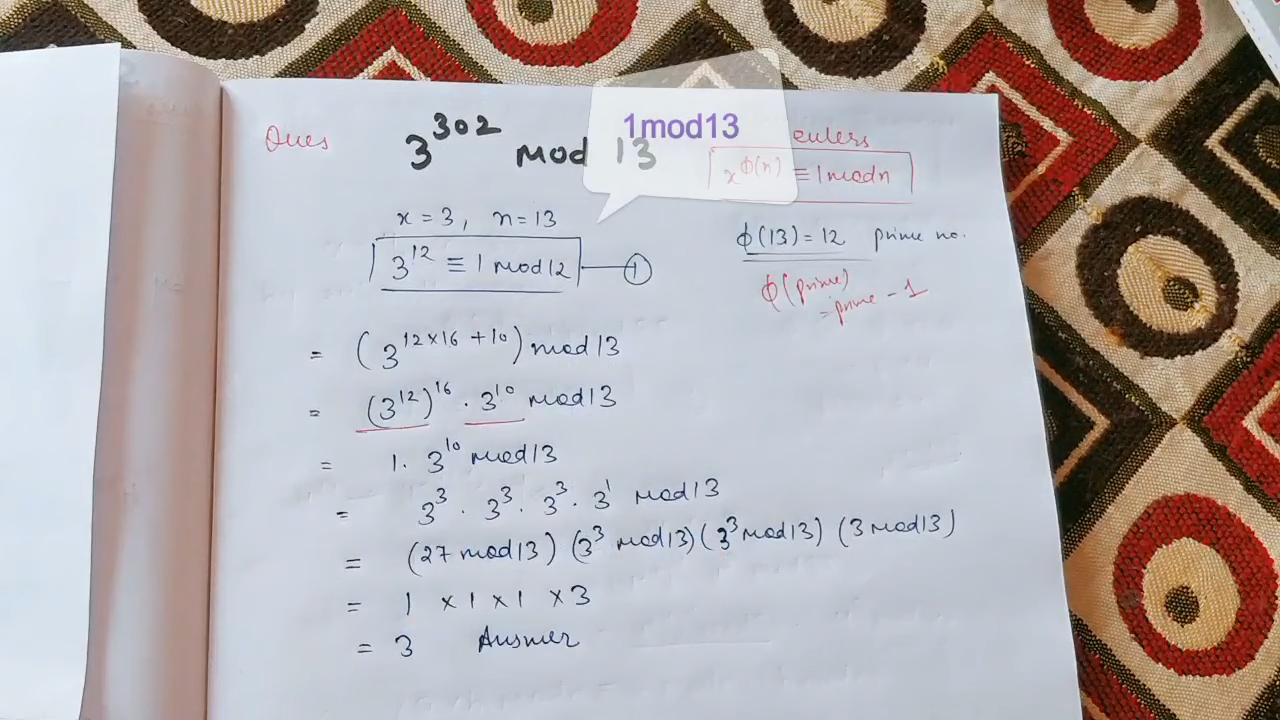 Ques 3^302 mod 13
1mod13
eulers
x^ϕ(n) ≡ 1 mod n
x = 3, n = 13
ϕ(13) = 12 prime no.
3^12 ≡ 1 mod 12 — ①
ϕ(prime)
= prime - 1
= (3^12×16 + 10) mod 13
= (3^12)^16 . 3^10 mod 13
= 1. 3^10 mod 13
= 3^3 . 3^3 . 3^3 . 3^1 mod 13
= (27 mod 13) (3^3 mod 13) (3^3 mod 13) (3 mod 13)
= 1 × 1 × 1 × 3
= 3 Answer